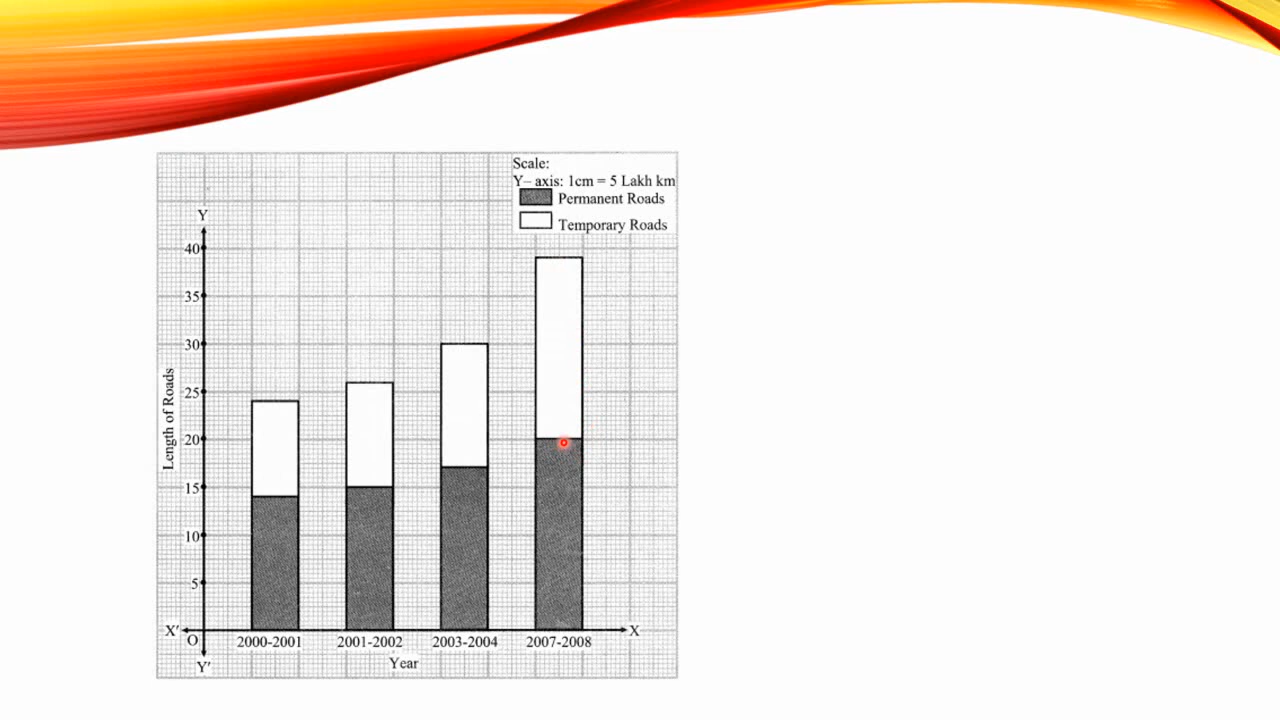 Scale:
Y– axis: 1cm = 5 Lakh km
Permanent Roads
Temporary Roads
Y
40
35
30
25
20
15
10
5
Length of Roads
X′
O
X
2000-2001
2001-2002
2003-2004
2007-2008
Year
Y′